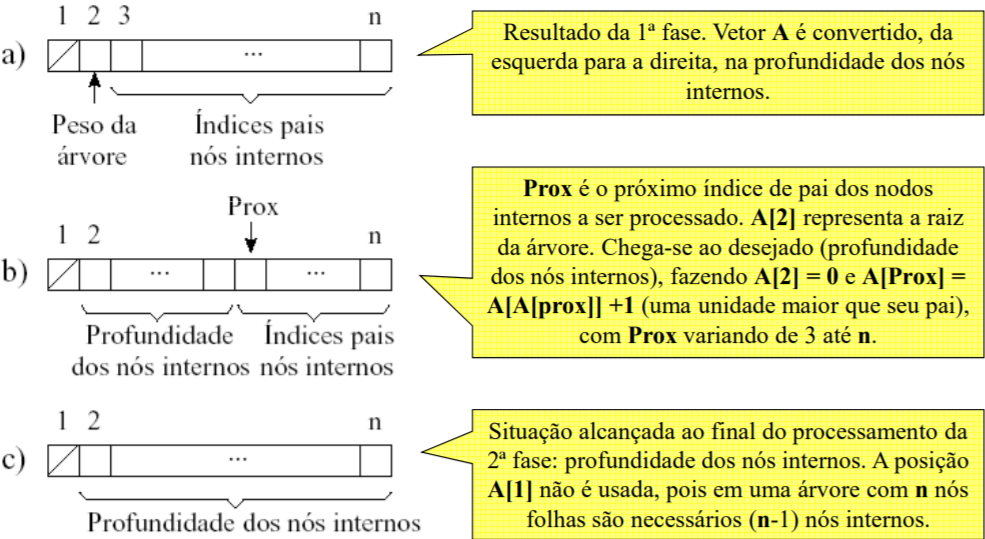 1 2 3 n
a)
...
Peso da árvore
Índices pais nós internos
Resultado da 1ª fase. Vetor A é convertido, da
esquerda para a direita, na profundidade dos nós
internos.
Prox
1 2 n
b)
... ...
Profundidade dos nós internos
Índices pais nós internos
Prox é o próximo índice de pai dos nodos
internos a ser processado. A[2] representa a raiz
da árvore. Chega-se ao desejado (profundidade
dos nós internos), fazendo A[2] = 0 e A[Prox] =
A[A[prox]] +1 (uma unidade maior que seu pai),
com Prox variando de 3 até n.
1 2 n
c)
...
Profundidade dos nós internos
Situação alcançada ao final do processamento da
2ª fase: profundidade dos nós internos. A posição
A[1] não é usada, pois em uma árvore com n nós
folhas são necessários (n-1) nós internos.